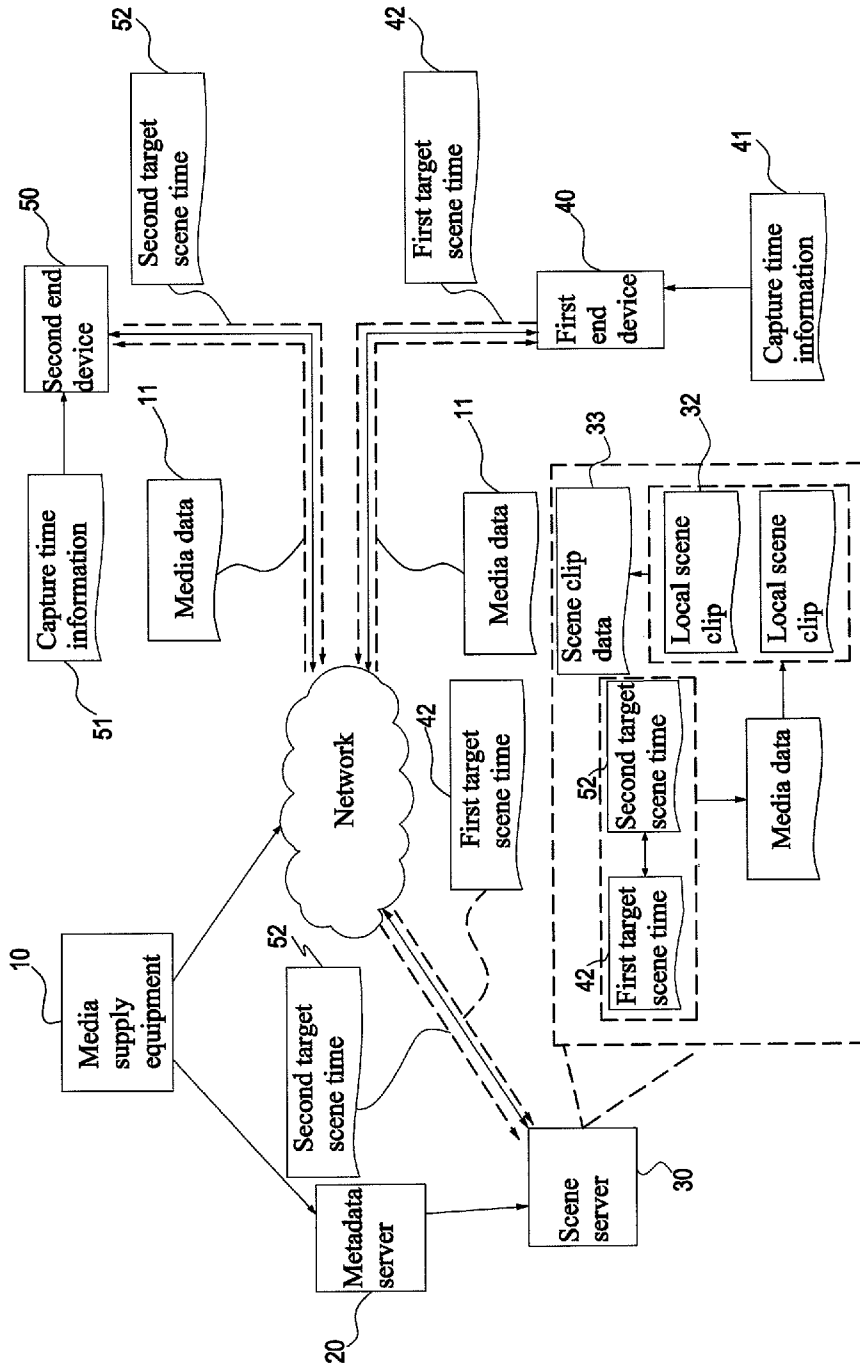 10
Media
supply
equipment
20
Metadata
server
30
Scene
server
52
Second target
scene time
42
First target
scene time
Network
51
Capture time
information
50
Second end
device
52
Second target
scene time
11
Media data
42
First target
scene time
40
First
end
device
41
Capture time
information
11
Media data
33
Scene clip
data
32
Local scene
clip
Local scene
clip
42
First target
scene time
52
Second target
scene time
Media data